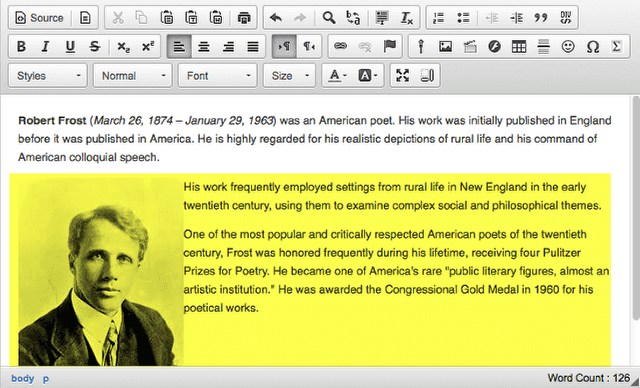 Source
B I U S x₂ x²
Styles Normal Font Size A A
Robert Frost (March 26, 1874 – January 29, 1963) was an American poet. His work was initially published in England
before it was published in America. He is highly regarded for his realistic depictions of rural life and his command of
American colloquial speech.
His work frequently employed settings from rural life in New England in the early
twentieth century, using them to examine complex social and philosophical themes.
One of the most popular and critically respected American poets of the twentieth
century, Frost was honored frequently during his lifetime, receiving four Pulitzer
Prizes for Poetry. He became one of America's rare "public literary figures, almost an
artistic institution." He was awarded the Congressional Gold Medal in 1960 for his
poetical works.
body p Word Count : 126